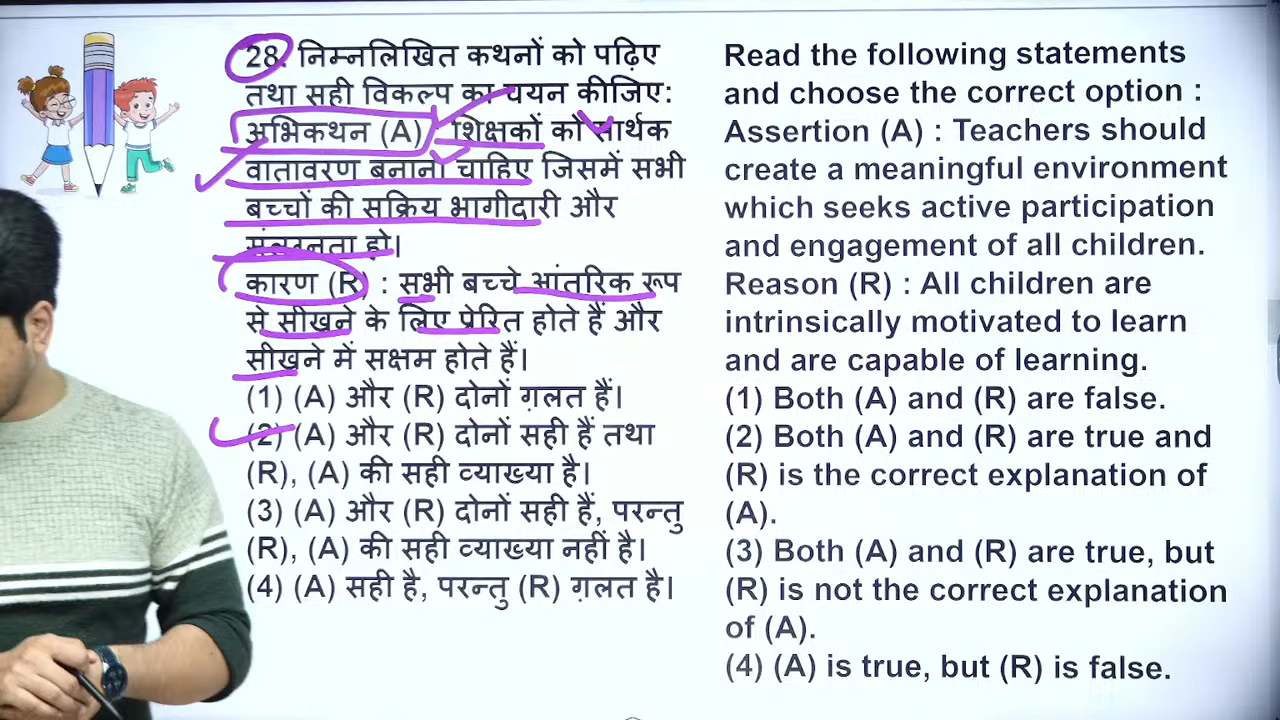 28. निम्नलिखित कथनों को पढ़िए
तथा सही विकल्प का चयन कीजिए:
अभिकथन (A) : शिक्षकों को सार्थक
वातावरण बनाना चाहिए जिसमें सभी
बच्चों की सक्रिय भागीदारी और
संलग्नता हो।
कारण (R) : सभी बच्चे आंतरिक रूप
से सीखने के लिए प्रेरित होते हैं और
सीखने में सक्षम होते हैं।
(1) (A) और (R) दोनों ग़लत हैं।
(2) (A) और (R) दोनों सही हैं तथा
(R), (A) की सही व्याख्या है।
(3) (A) और (R) दोनों सही हैं, परन्तु
(R), (A) की सही व्याख्या नहीं है।
(4) (A) सही है, परन्तु (R) ग़लत है।
Read the following statements
and choose the correct option :
Assertion (A) : Teachers should
create a meaningful environment
which seeks active participation
and engagement of all children.
Reason (R) : All children are
intrinsically motivated to learn
and are capable of learning.
(1) Both (A) and (R) are false.
(2) Both (A) and (R) are true and
(R) is the correct explanation of
(A).
(3) Both (A) and (R) are true, but
(R) is not the correct explanation
of (A).
(4) (A) is true, but (R) is false.